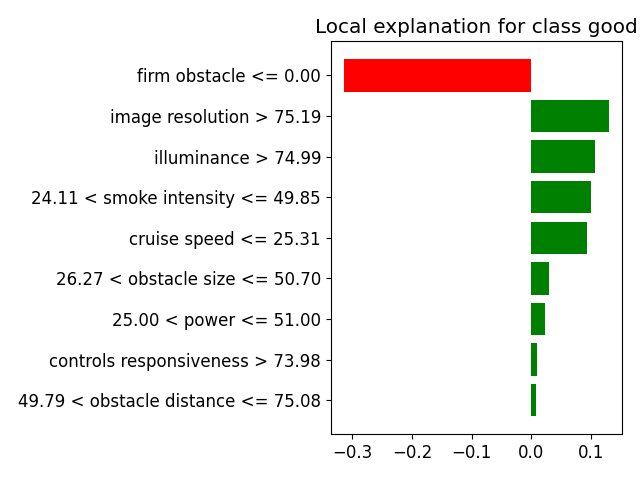 Local explanation for class good
firm obstacle <= 0.00
image resolution > 75.19
illuminance > 74.99
24.11 < smoke intensity <= 49.85
cruise speed <= 25.31
26.27 < obstacle size <= 50.70
25.00 < power <= 51.00
controls responsiveness > 73.98
49.79 < obstacle distance <= 75.08
−0.3 −0.2 −0.1 0.0 0.1